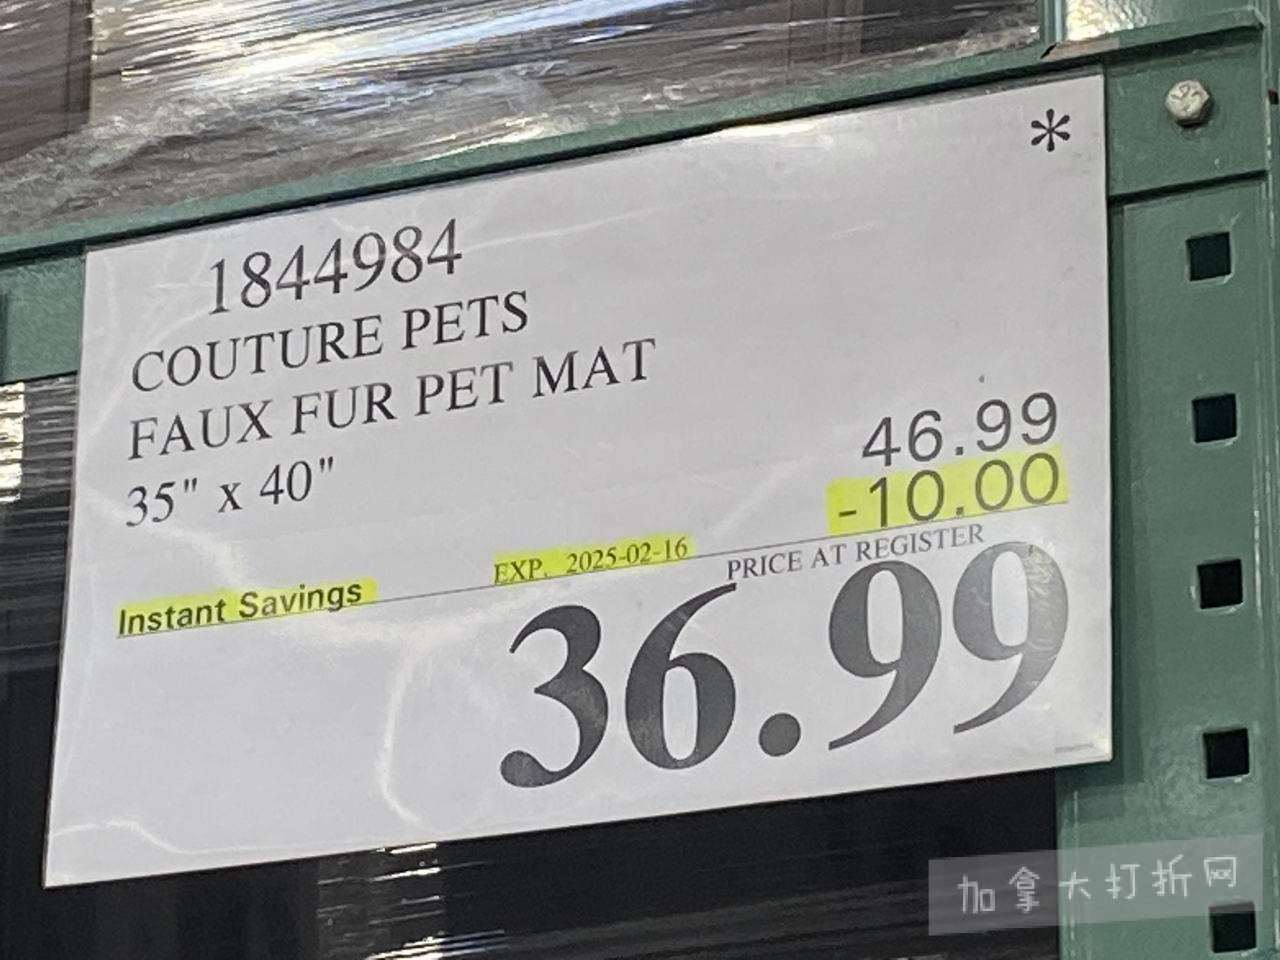 *
1844984
COUTURE PETS
FAUX FUR PET MAT
35" x 40"
46.99
-10.00
Instant Savings EXP. 2025-02-16 PRICE AT REGISTER
36.99
加拿大打折网